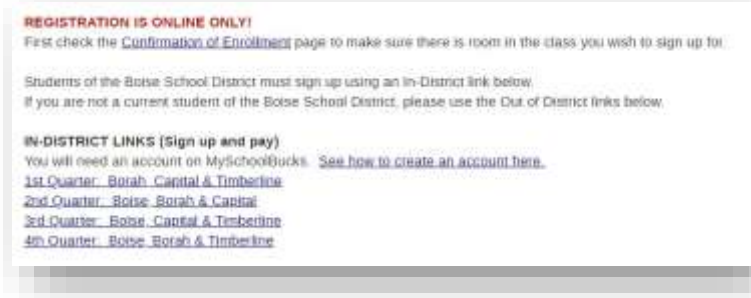 REGISTRATION IS ONLINE ONLY!
First check the Confirmation of Enrollment page to make sure there is room in the class you wish to sign up for.
Students of the Boise School District must sign up using an In-District link below.
If you are not a current student of the Boise School District, please use the Out of District links below.
IN-DISTRICT LINKS (Sign up and pay)
You will need an account on MySchoolBucks. See how to create an account here.
1st Quarter: Borah, Capital & Timberline
2nd Quarter: Boise, Borah & Capital
3rd Quarter: Boise, Capital & Timberline
4th Quarter: Boise, Borah & Timberline